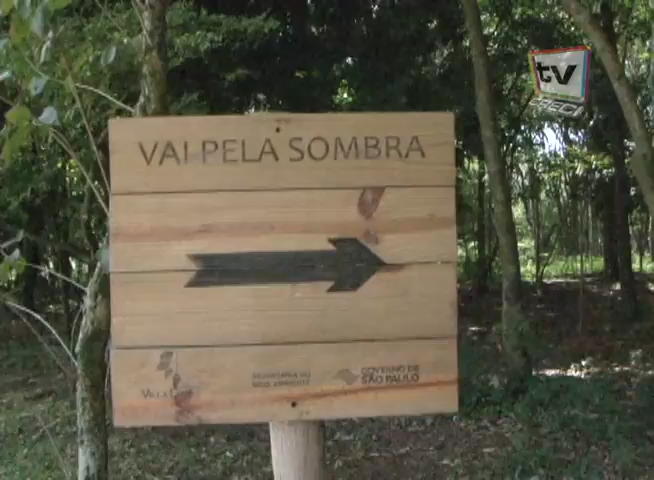 tv
VAI PELA SOMBRA
SECRETARIA DO
MEIO AMBIENTE
GOVERNO DE
SÃO PAULO